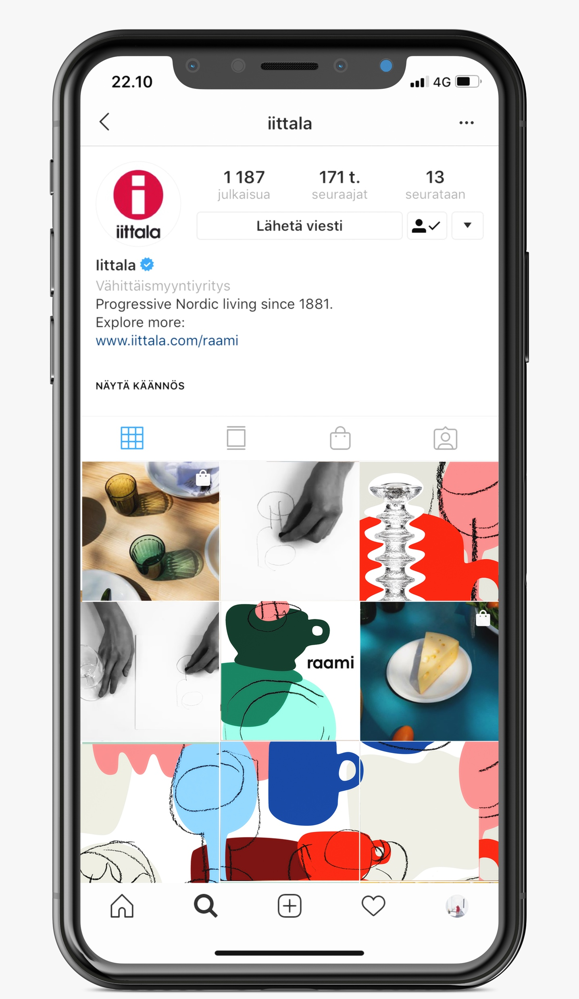 22.10
4G
iittala
1 187
171 t.
13
julkaisua
seuraajat
seurataan
iittala
Lähetä viesti
Iittala
Vähittäismyyntiyritys
Progressive Nordic living since 1881.
Explore more:
www.iittala.com/raami
NÄYTÄ KÄÄNNÖS
raami